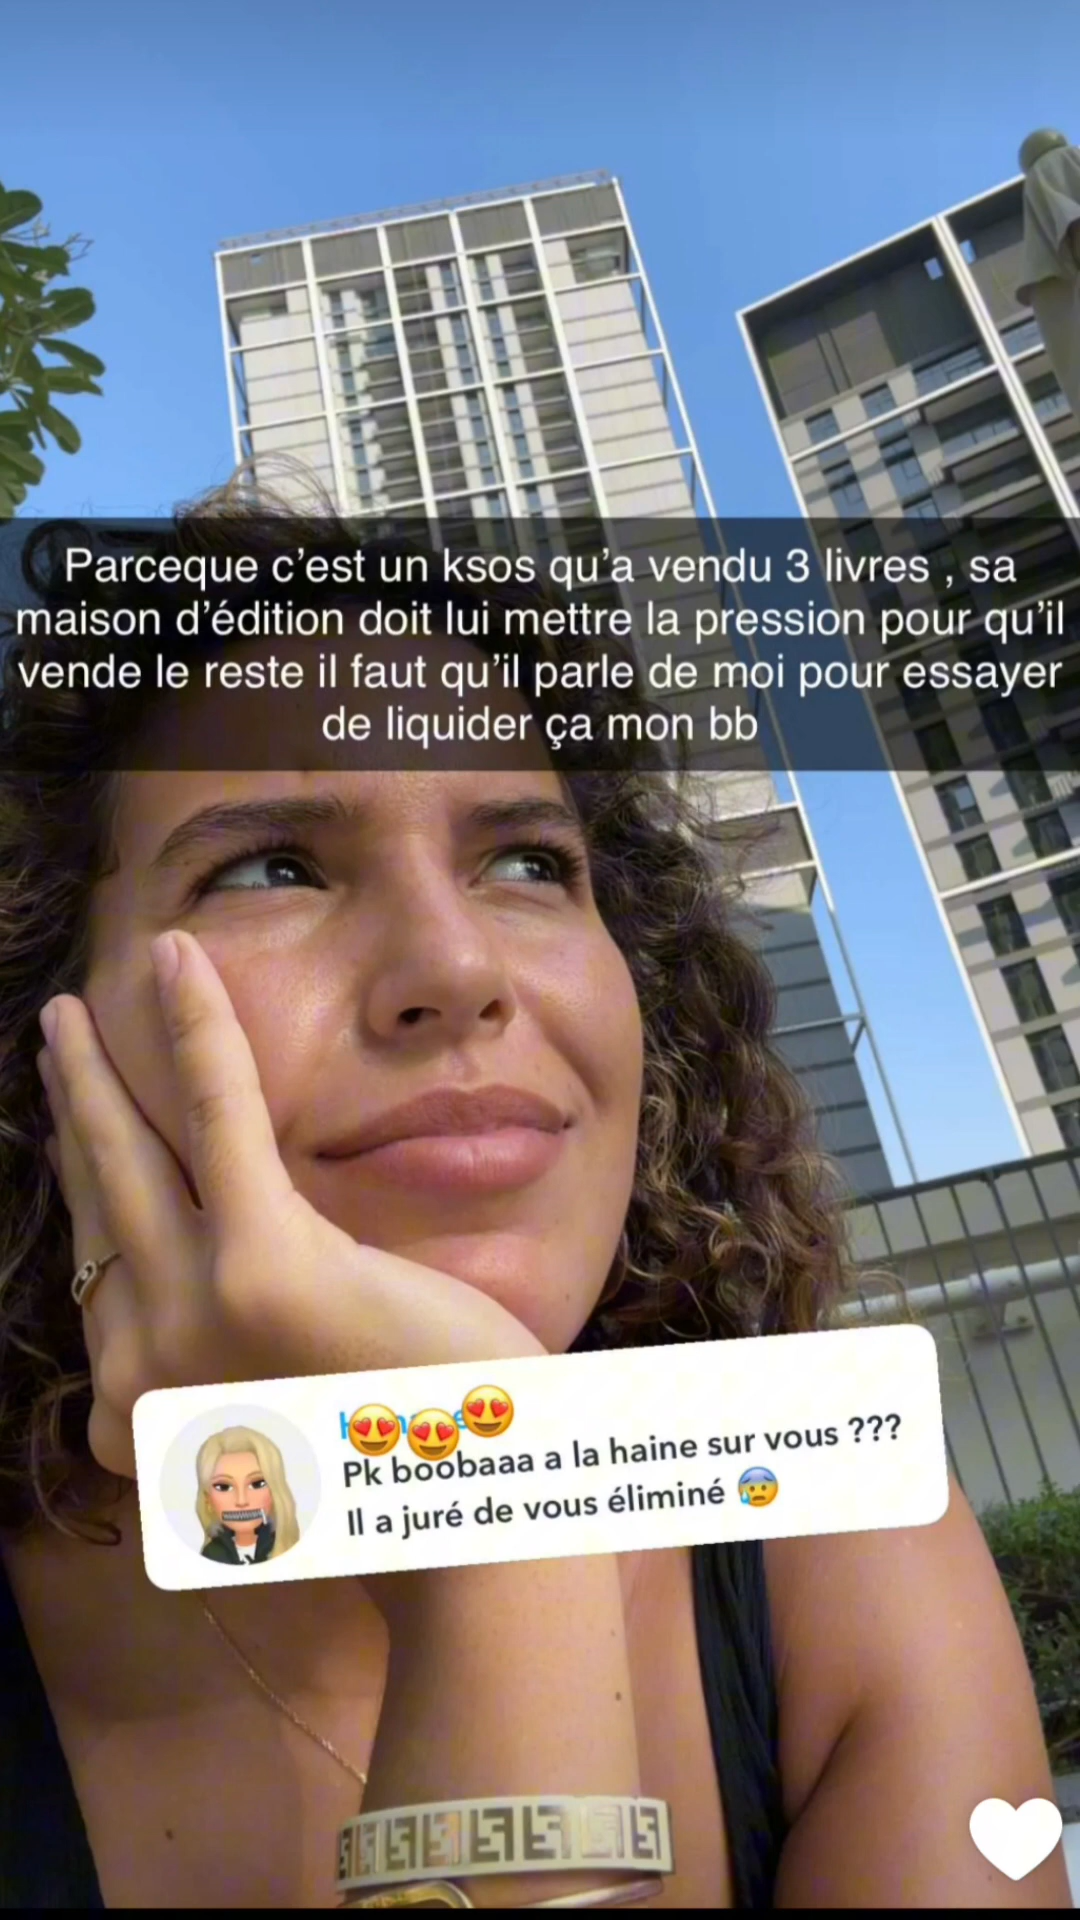 Parceque c’est un ksos qu’a vendu 3 livres , sa
maison d’édition doit lui mettre la pression pour qu’il
vende le reste il faut qu’il parle de moi pour essayer
de liquider ça mon bb
Pk boobaaa a la haine sur vous ???
Il a juré de vous éliminé 😰